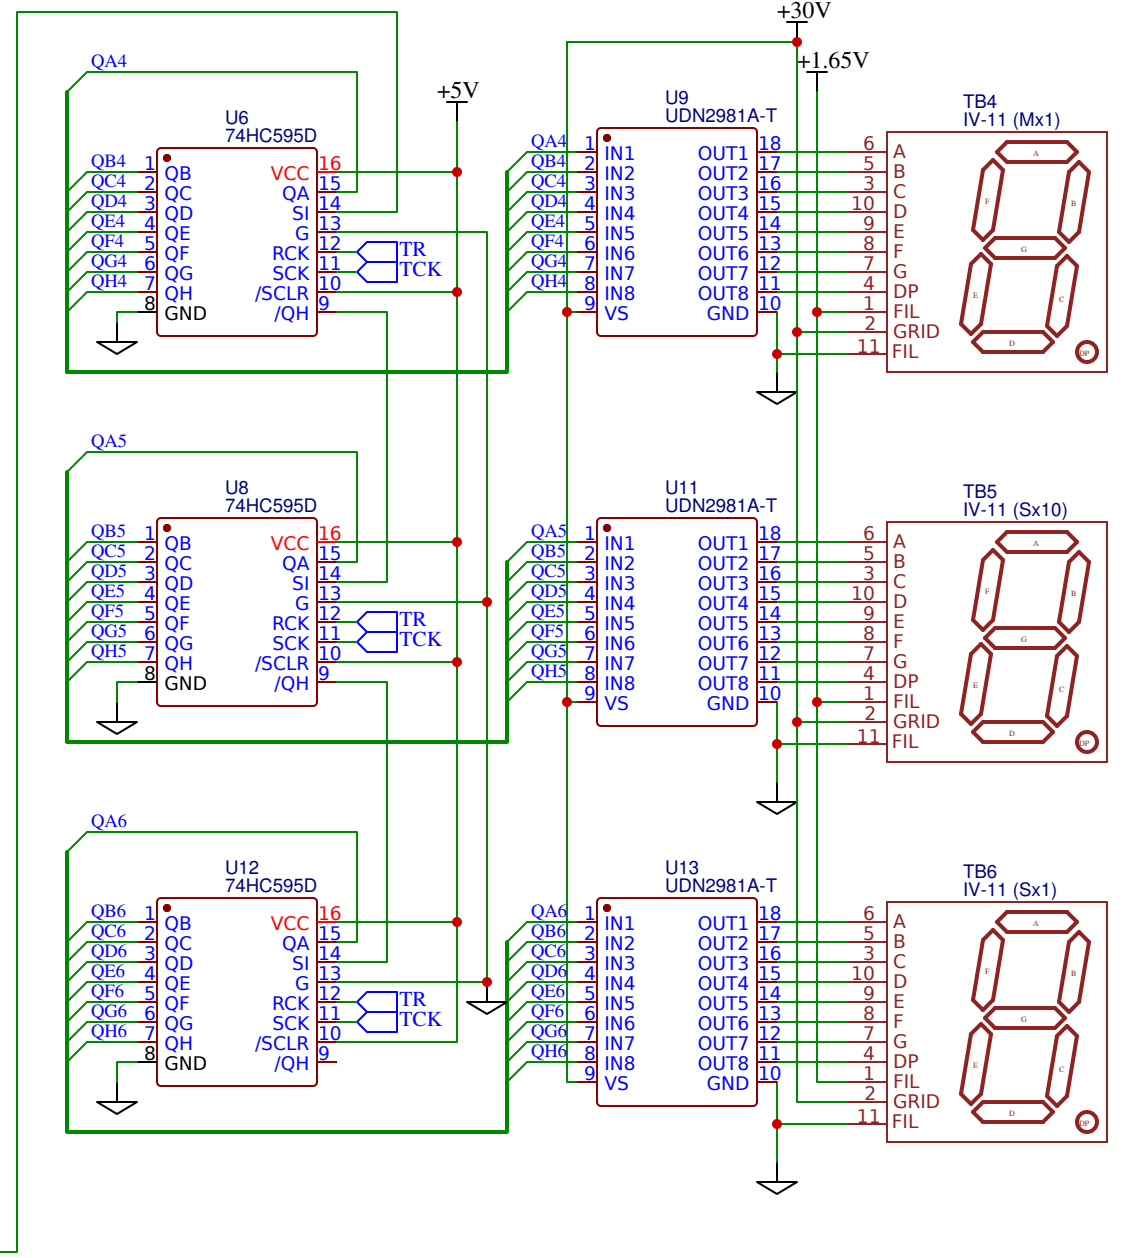 +30V
+1.65V
+5V
QA4
U6
74HC595D
QB4 1 QB
QC4 2 QC
QD4 3 QD
QE4 4 QE
QF4 5 QF
QG4 6 QG
QH4 7 QH
8 GND
VCC 16
QA 15
SI 14
G 13
RCK 12 TR
SCK 11 TCK
/SCLR 10
/QH 9
U9
UDN2981A-T
QA4 1 IN1
QB4 2 IN2
QC4 3 IN3
QD4 4 IN4
QE4 5 IN5
QF4 6 IN6
QG4 7 IN7
QH4 8 IN8
9 VS
OUT1 18
OUT2 17
OUT3 16
OUT4 15
OUT5 14
OUT6 13
OUT7 12
OUT8 11
GND 10
TB4
IV-11 (Mx1)
6 A
5 B
3 C
10 D
9 E
8 F
7 G
4 DP
1 FIL
2 GRID
11 FIL
A
F
B
G
E
C
D
DP
QA5
U8
74HC595D
QB5 1 QB
QC5 2 QC
QD5 3 QD
QE5 4 QE
QF5 5 QF
QG5 6 QG
QH5 7 QH
8 GND
VCC 16
QA 15
SI 14
G 13
RCK 12 TR
SCK 11 TCK
/SCLR 10
/QH 9
U11
UDN2981A-T
QA5 1 IN1
QB5 2 IN2
QC5 3 IN3
QD5 4 IN4
QE5 5 IN5
QF5 6 IN6
QG5 7 IN7
QH5 8 IN8
9 VS
OUT1 18
OUT2 17
OUT3 16
OUT4 15
OUT5 14
OUT6 13
OUT7 12
OUT8 11
GND 10
TB5
IV-11 (Sx10)
6 A
5 B
3 C
10 D
9 E
8 F
7 G
4 DP
1 FIL
2 GRID
11 FIL
A
F
B
G
E
C
D
DP
QA6
U12
74HC595D
QB6 1 QB
QC6 2 QC
QD6 3 QD
QE6 4 QE
QF6 5 QF
QG6 6 QG
QH6 7 QH
8 GND
VCC 16
QA 15
SI 14
G 13
RCK 12 TR
SCK 11 TCK
/SCLR 10
/QH 9
U13
UDN2981A-T
QA6 1 IN1
QB6 2 IN2
QC6 3 IN3
QD6 4 IN4
QE6 5 IN5
QF6 6 IN6
QG6 7 IN7
QH6 8 IN8
9 VS
OUT1 18
OUT2 17
OUT3 16
OUT4 15
OUT5 14
OUT6 13
OUT7 12
OUT8 11
GND 10
TB6
IV-11 (Sx1)
6 A
5 B
3 C
10 D
9 E
8 F
7 G
4 DP
1 FIL
2 GRID
11 FIL
A
F
B
G
E
C
D
DP